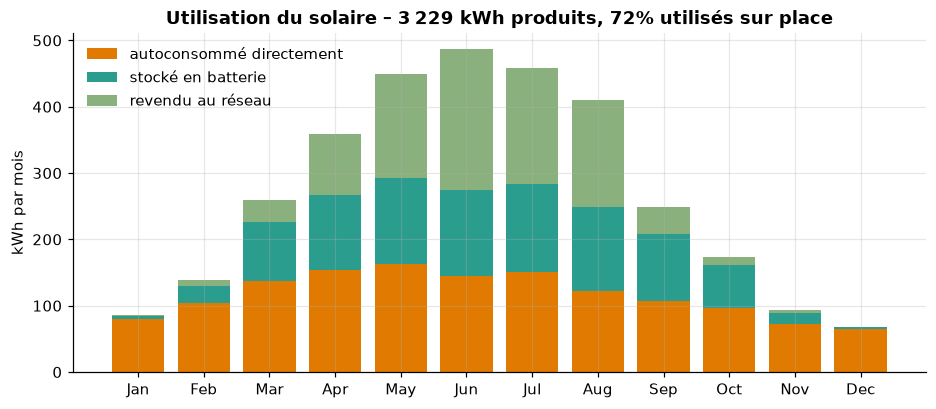 Utilisation du solaire – 3 229 kWh produits, 72% utilisés sur place
autoconsommé directement
stocké en batterie
revendu au réseau
kWh par mois
500
400
300
200
100
0
Jan Feb Mar Apr May Jun Jul Aug Sep Oct Nov Dec